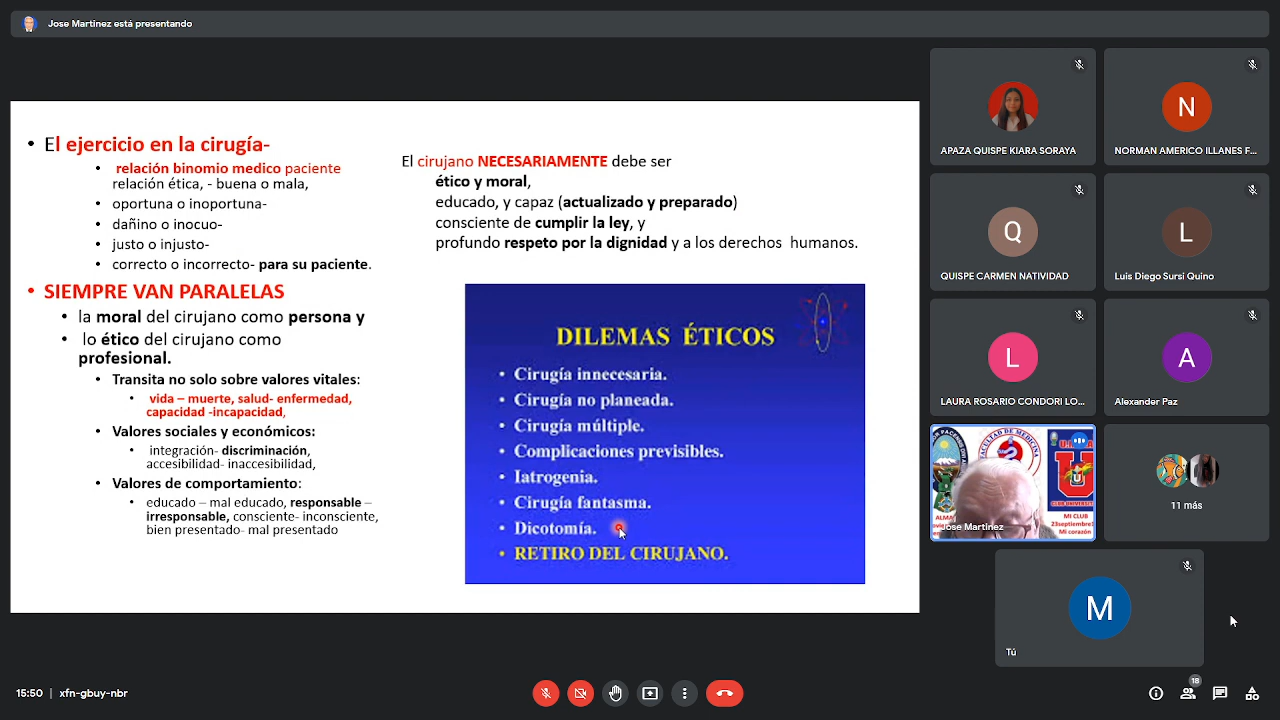 Jose Martinez está presentando
• El ejercicio en la cirugía-
• relación binomio medico paciente
relación ética, - buena o mala,
• oportuna o inoportuna-
• dañino o inocuo-
• justo o injusto-
• correcto o incorrecto- para su paciente.
• SIEMPRE VAN PARALELAS
• la moral del cirujano como persona y
• lo ético del cirujano como
profesional.
• Transita no solo sobre valores vitales:
• vida – muerte, salud- enfermedad,
capacidad -incapacidad,
• Valores sociales y económicos:
• integración- discriminación,
accesibilidad- inaccesibilidad,
• Valores de comportamiento:
• educado – mal educado, responsable –
irresponsable, consciente- inconsciente,
bien presentado- mal presentado
El cirujano NECESARIAMENTE debe ser
ético y moral,
educado, y capaz (actualizado y preparado)
consciente de cumplir la ley, y
profundo respeto por la dignidad y a los derechos humanos.
DILEMAS ÉTICOS
• Cirugía innecesaria.
• Cirugía no planeada.
• Cirugía múltiple.
• Complicaciones previsibles.
• Iatrogenia.
• Cirugía fantasma.
• Dicotomía.
• RETIRO DEL CIRUJANO.
APAZA QUISPE KIARA SORAYA
N
NORMAN AMERICO ILLANES F...
Q
QUISPE CARMEN NATIVIDAD
L
Luis Diego Sursi Quino
L
LAURA ROSARIO CONDORI LO...
A
Alexander Paz
FACULTAD DE MEDICINA
U
MI CLUB
23septiembre
Mi corazón
Jose Martinez
11 más
M
Tú
15:50 | xfn-gbuy-nbr
18